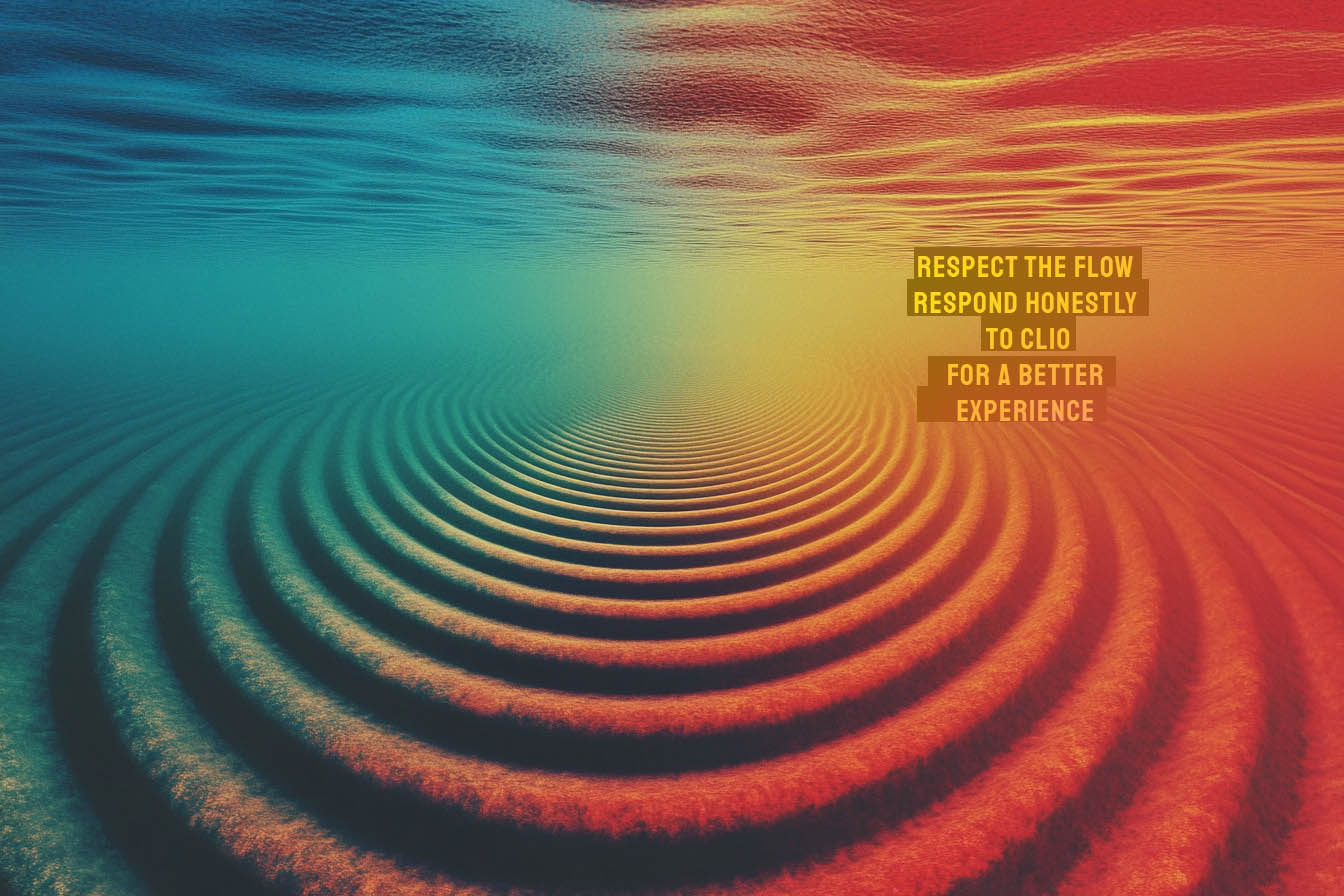 RESPECT THE FLOW
RESPOND HONESTLY
TO CLIO
FOR A BETTER
EXPERIENCE